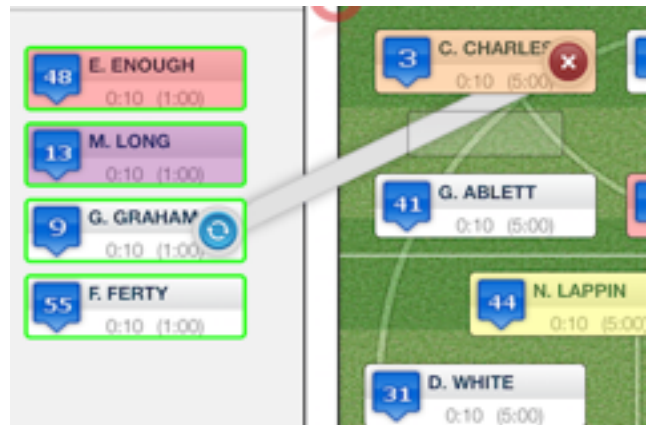 48 E. ENOUGH
0:10 (1:00)
13 M. LONG
0:10 (1:00)
9 G. GRAHAM
0:10 (1:00)
55 F. FERTY
0:10 (1:00)
3 C. CHARLES
0:10 (5:00)
41 G. ABLETT
0:10 (5:00)
44 N. LAPPIN
0:10 (5:00)
31 D. WHITE
0:10 (5:00)